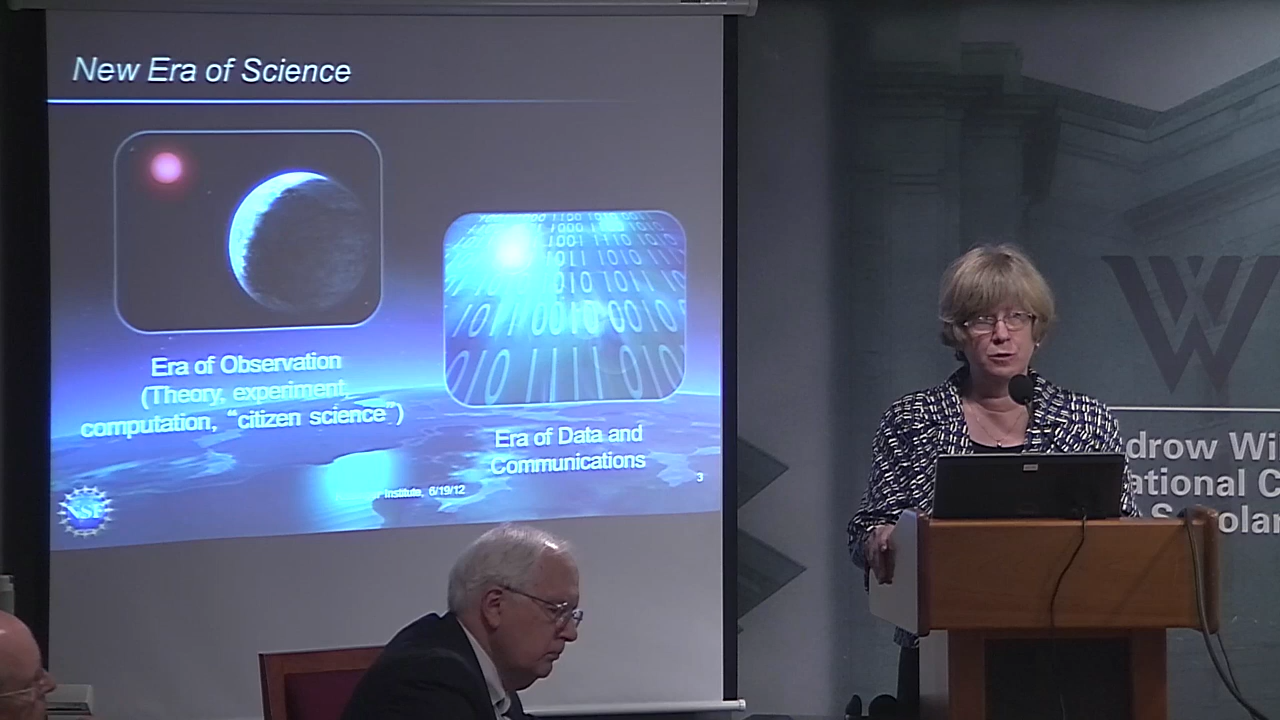 New Era of Science
Era of Observation
(Theory, experiment,
computation, “citizen science”)
Era of Data and
Communications
Institute, 6/19/12
3
NSF
W
drow Wi
ational C
Scholar